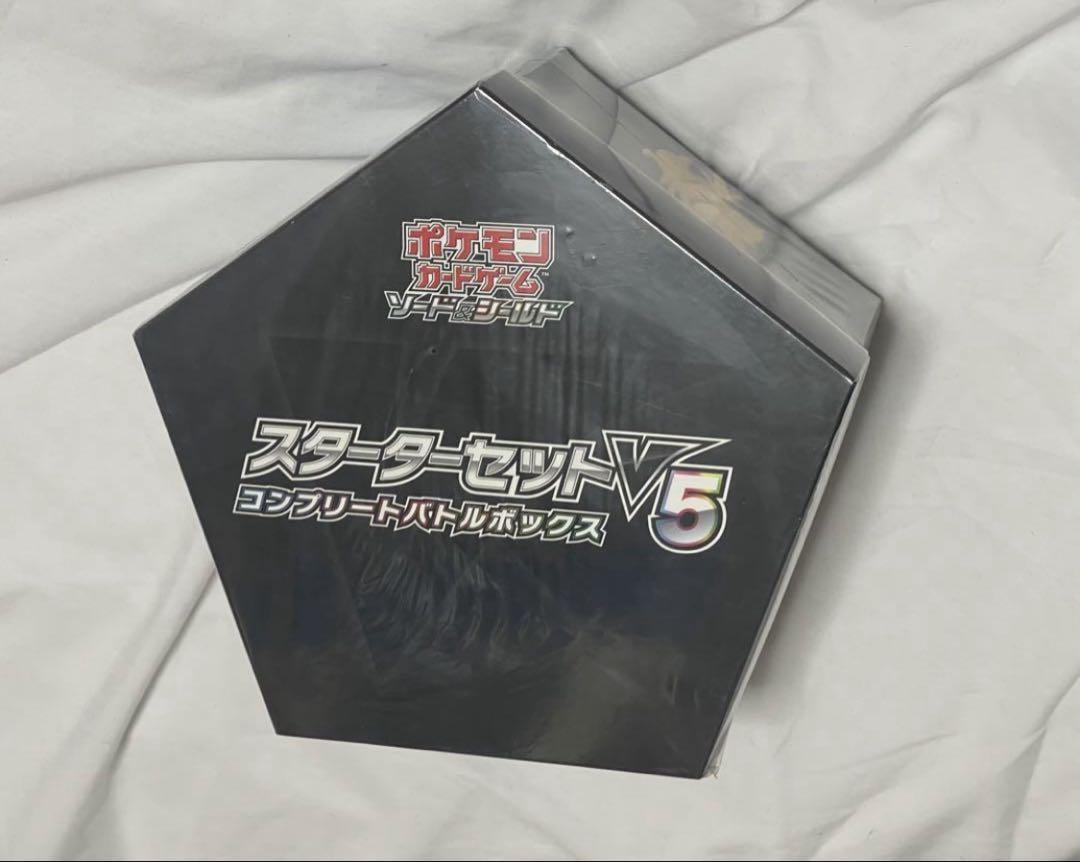 ポケモン
カードゲーム™
ソード&シールド
スターターセットV
5
コンプリートバトルボックス